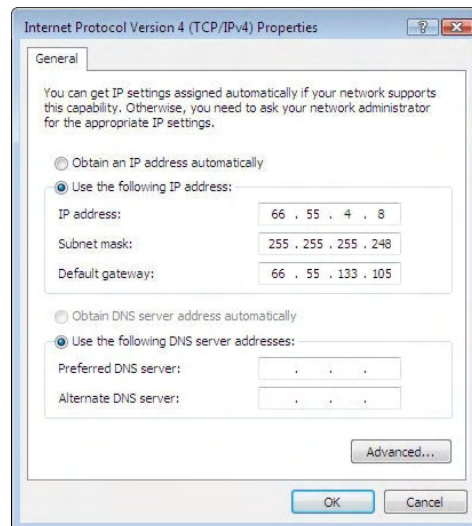 Internet Protocol Version 4 (TCP/IPv4) Properties
General
You can get IP settings assigned automatically if your network supports
this capability. Otherwise, you need to ask your network administrator
for the appropriate IP settings.
Obtain an IP address automatically
Use the following IP address:
IP address: 66 . 55 . 4 . 8
Subnet mask: 255 . 255 . 255 . 248
Default gateway: 66 . 55 . 133 . 105
Obtain DNS server address automatically
Use the following DNS server addresses:
Preferred DNS server: . . .
Alternate DNS server: . . .
Advanced...
OK Cancel